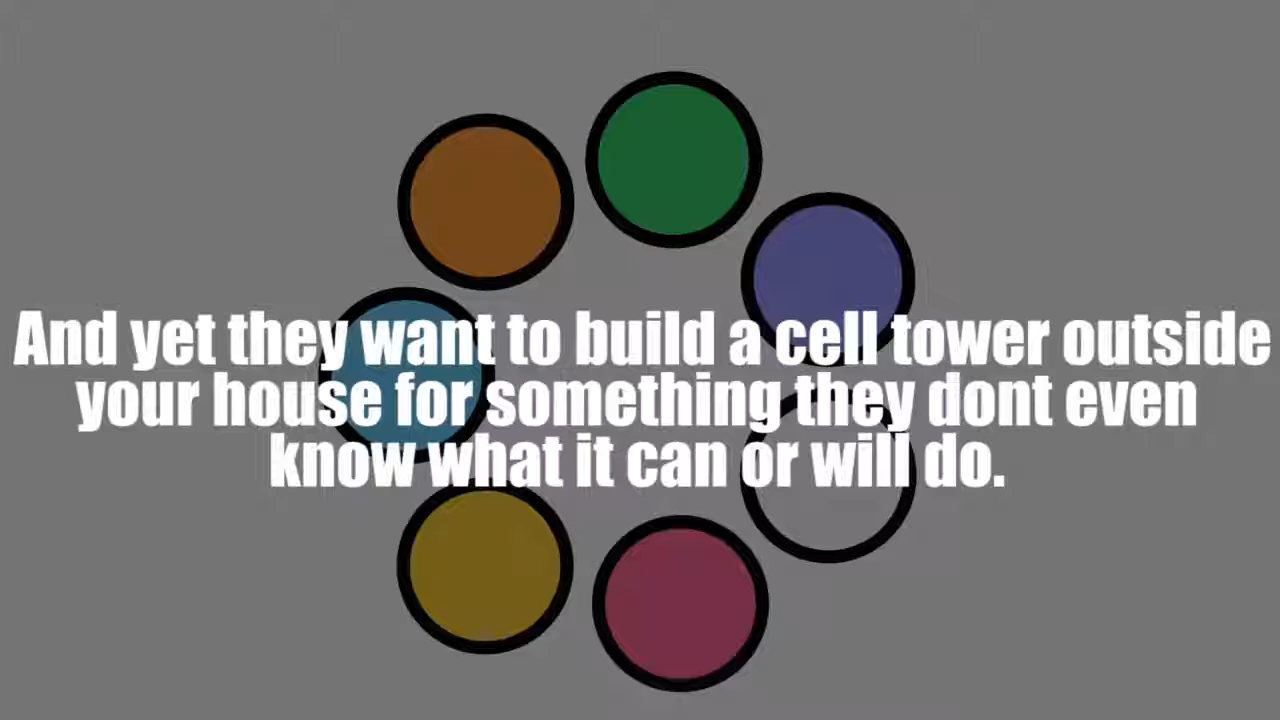 And yet they want to build a cell tower outside
your house for something they dont even
know what it can or will do.